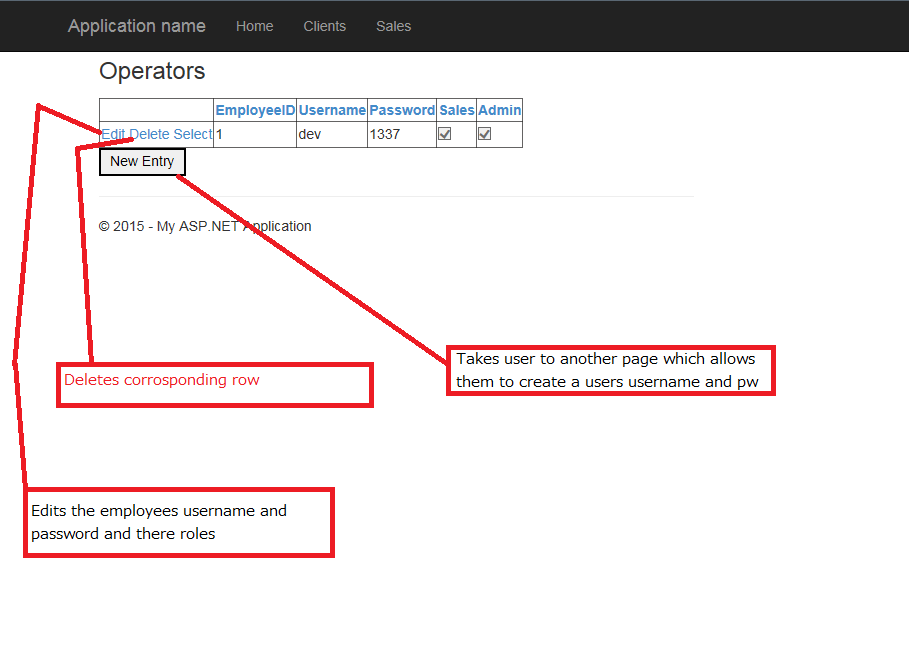 Application name Home Clients Sales
Operators
EmployeeID Username Password Sales Admin
Edit Delete Select 1 dev 1337
New Entry
© 2015 - My ASP.NET Application
Takes user to another page which allows
them to create a users username and pw
Deletes corrosponding row
Edits the employees username and
password and there roles